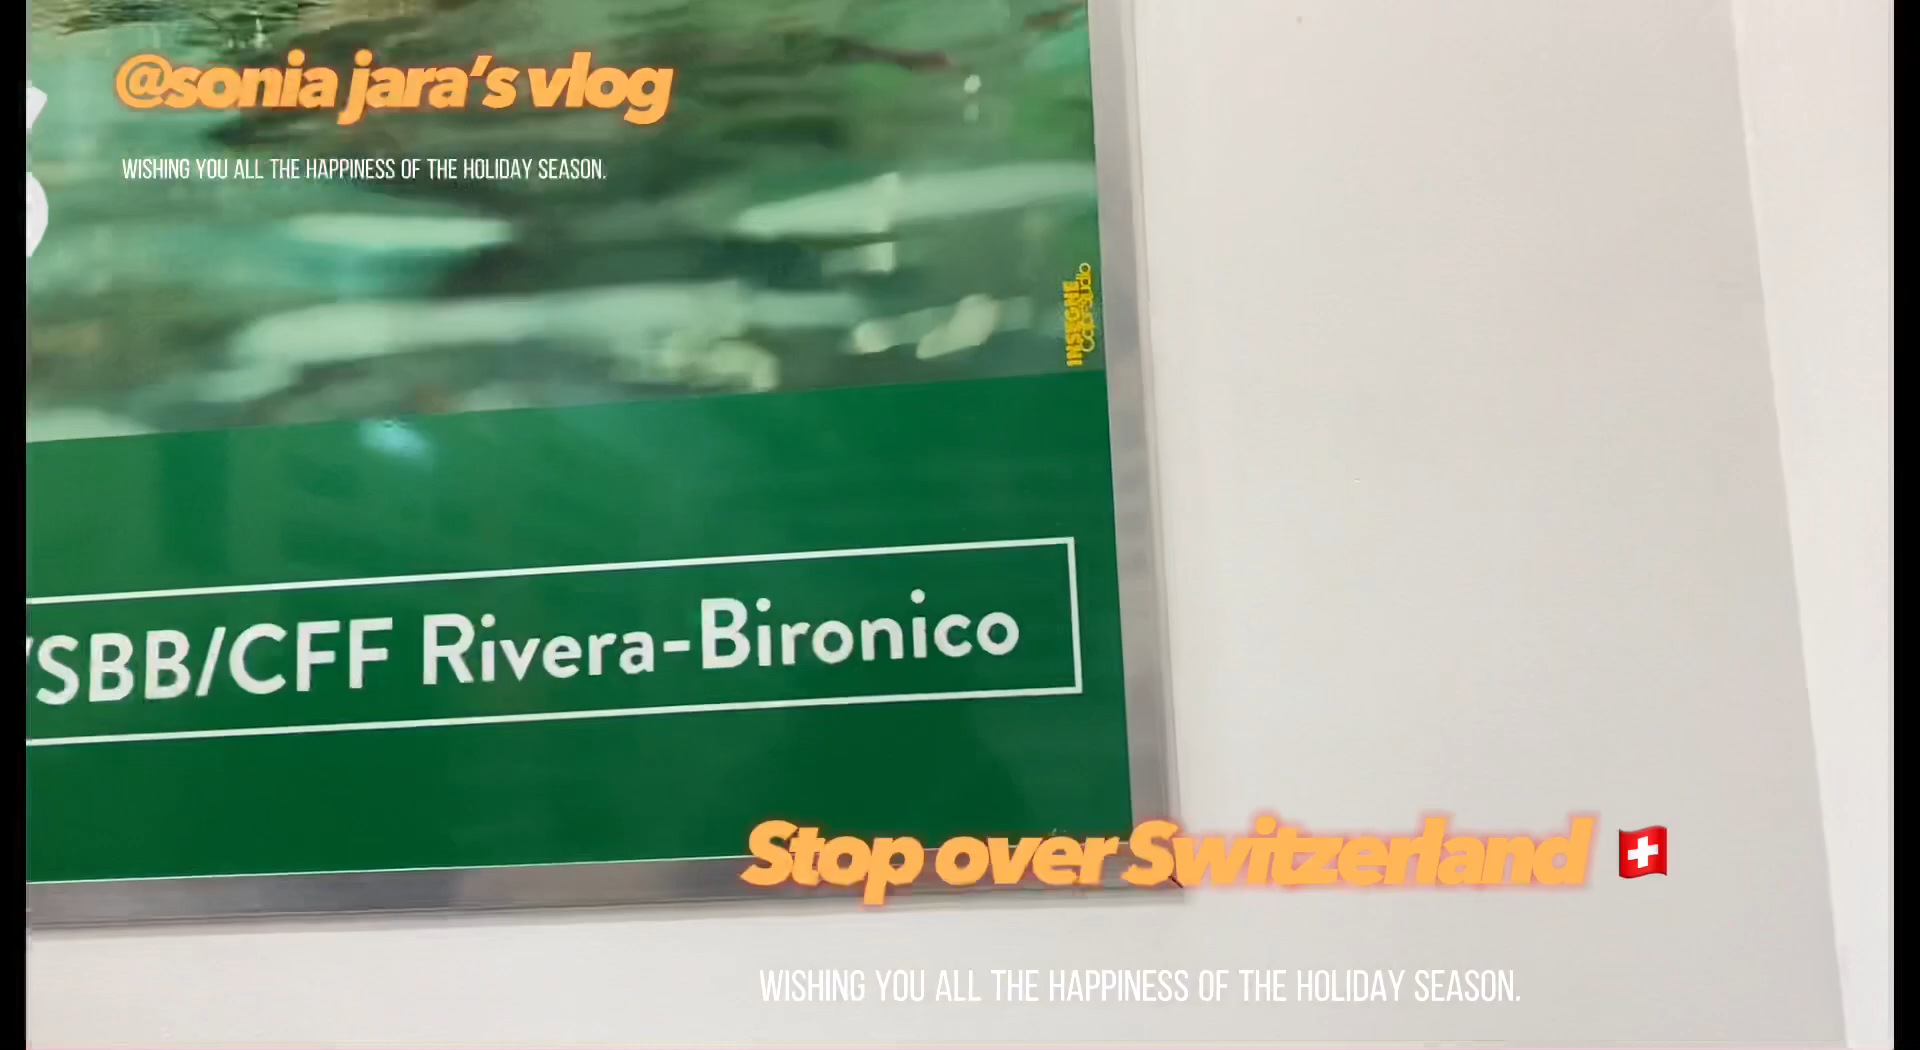 @sonia jara's vlog
WISHING YOU ALL THE HAPPINESS OF THE HOLIDAY SEASON.
INSEGNE
/SBB/CFF Rivera-Bironico
Stop over Switzerland 🇨🇭
WISHING YOU ALL THE HAPPINESS OF THE HOLIDAY SEASON.